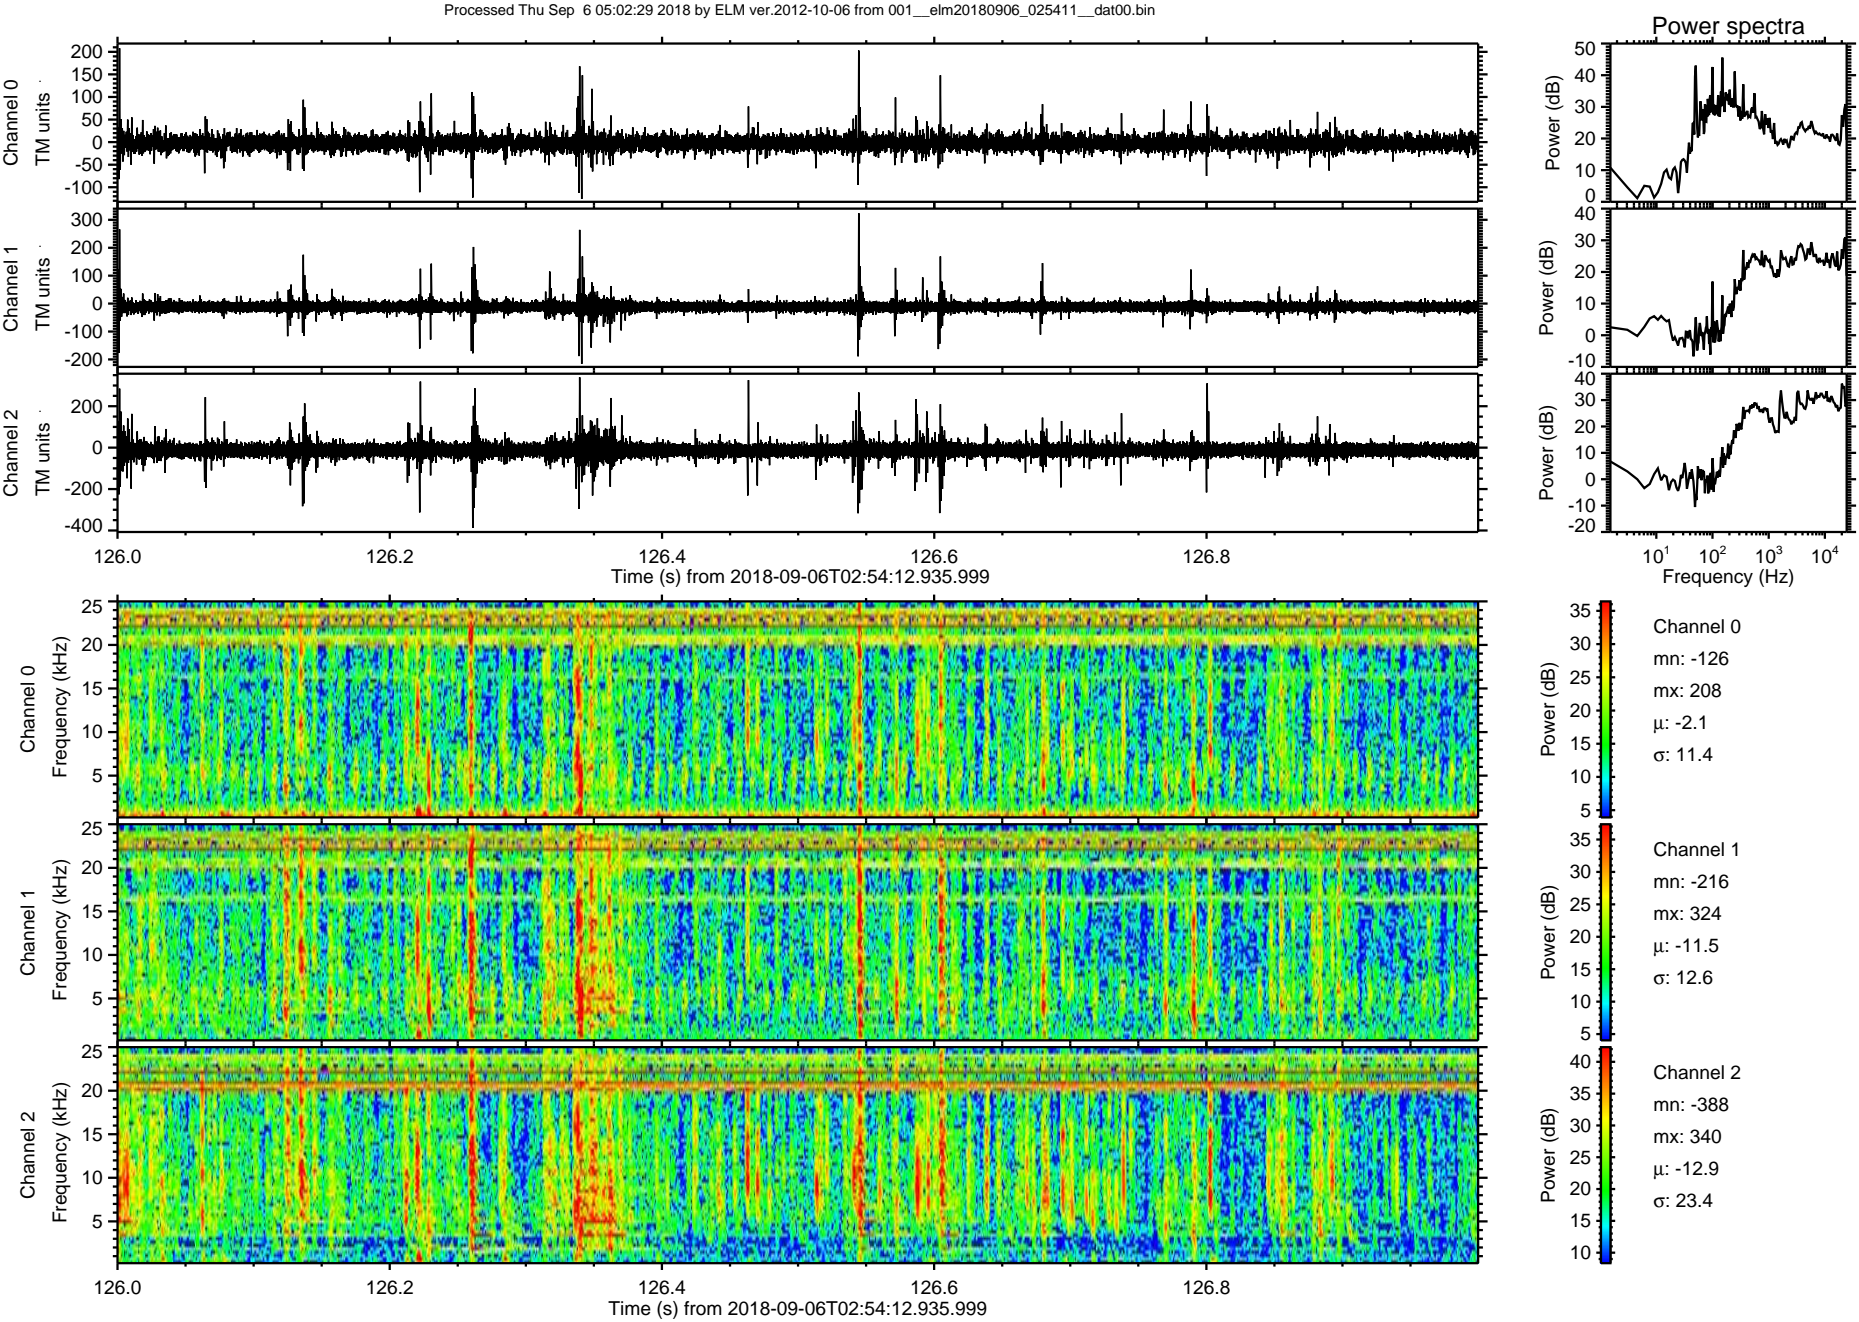 Processed Thu Sep  6 05:02:29 2018 by ELM ver.2012-10-06 from 001__elm20180906_025411__dat00.bin
Power spectra
Channel 0
TM units
200
150
100
50
0
-50
-100
Power (dB)
50
40
30
20
10
0
Channel 1
TM units
300
200
100
0
-100
-200
Power (dB)
40
30
20
10
0
-10
Channel 2
TM units
200
0
-200
-400
Power (dB)
40
30
20
10
0
-10
-20
126.0 126.2 126.4 126.6 126.8
Time (s) from 2018-09-06T02:54:12.935.999
10¹ 10² 10³ 10⁴
Frequency (Hz)
Channel 0
Frequency (kHz)
25
20
15
10
5
Power (dB)
35
30
25
20
15
10
5
Channel 0
mn: -126
mx: 208
μ: -2.1
σ: 11.4
Channel 1
Frequency (kHz)
25
20
15
10
5
Power (dB)
35
30
25
20
15
10
5
Channel 1
mn: -216
mx: 324
μ: -11.5
σ: 12.6
Channel 2
Frequency (kHz)
25
20
15
10
5
Power (dB)
40
35
30
25
20
15
10
Channel 2
mn: -388
mx: 340
μ: -12.9
σ: 23.4
126.0 126.2 126.4 126.6 126.8
Time (s) from 2018-09-06T02:54:12.935.999